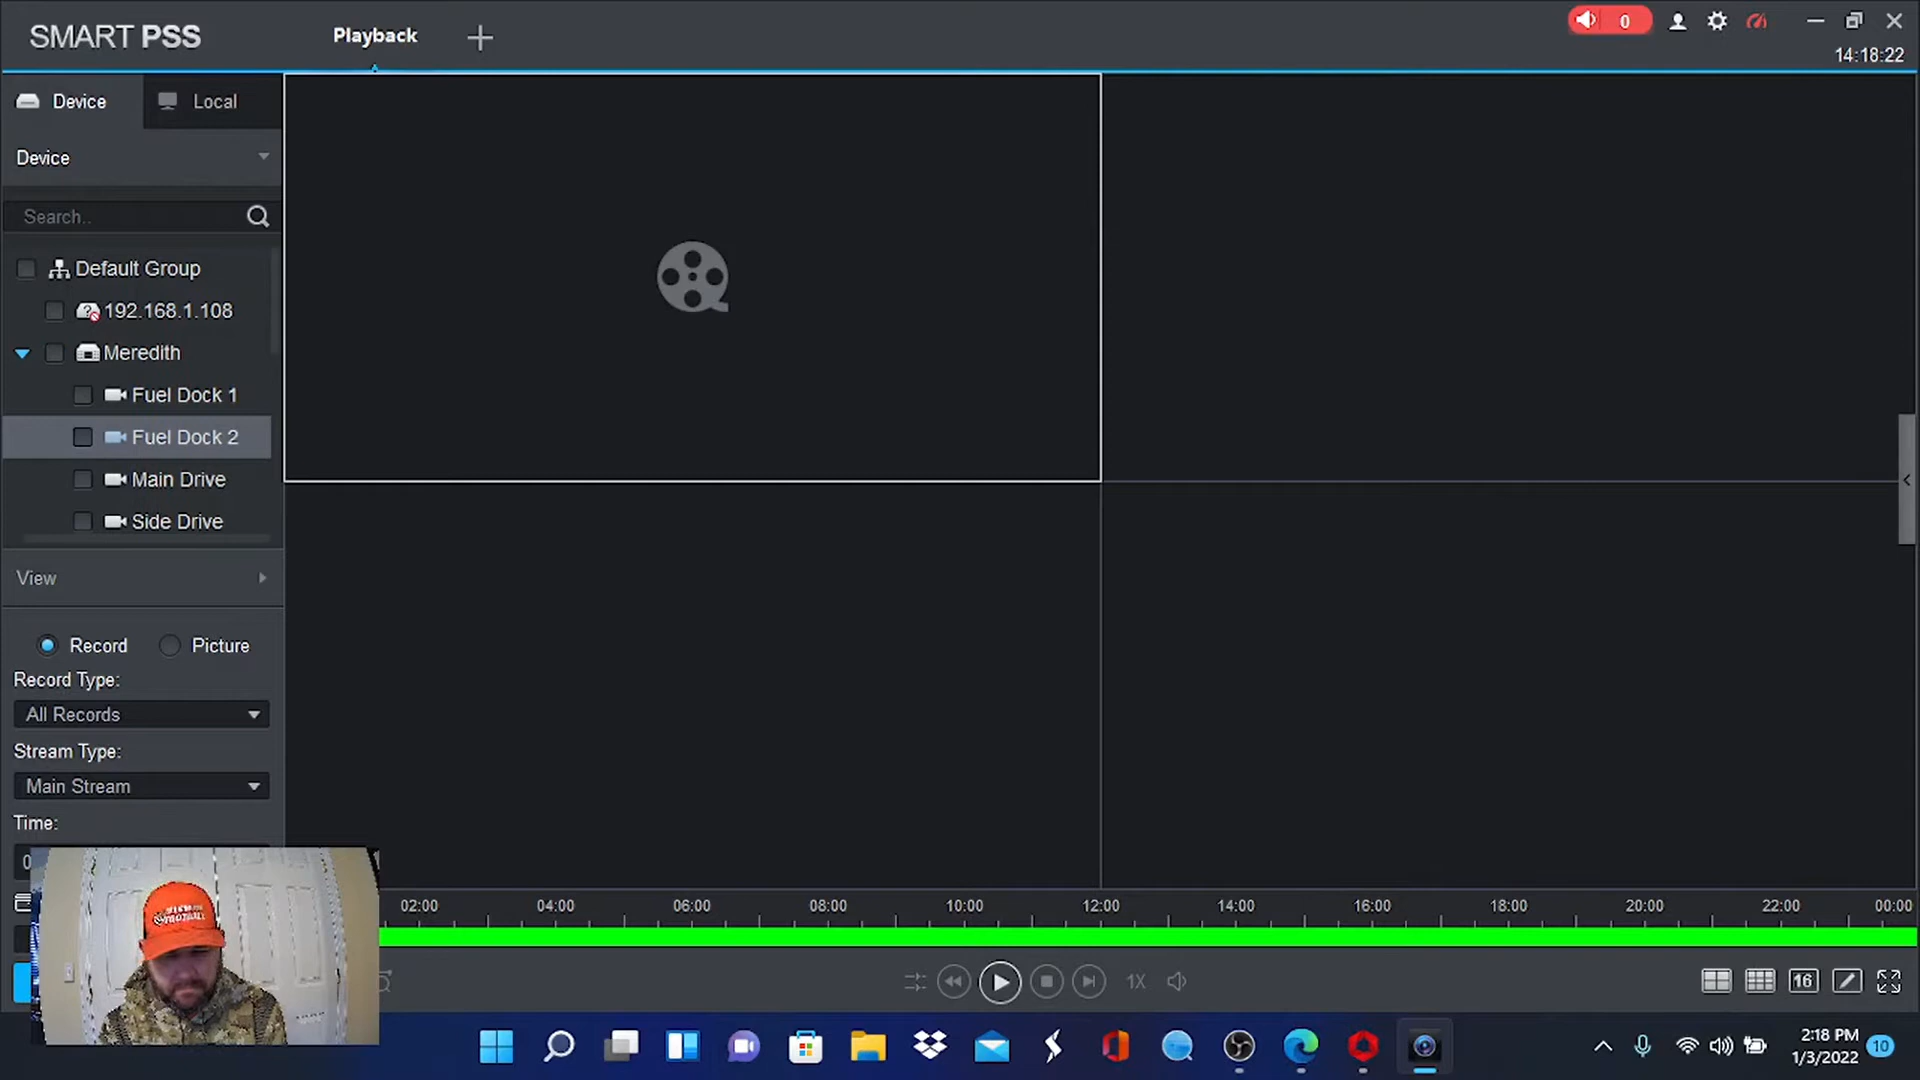 SMART PSS
Playback
0
14:18:22
Device
Local
Device
Search..
Default Group
192.168.1.108
Meredith
Fuel Dock 1
Fuel Dock 2
Main Drive
Side Drive
View
Record
Picture
Record Type:
All Records
Stream Type:
Main Stream
Time:
0
02:00
04:00
06:00
08:00
10:00
12:00
14:00
16:00
18:00
20:00
22:00
00:00
FOOTBALL
1X
16
2:18 PM
1/3/2022
10